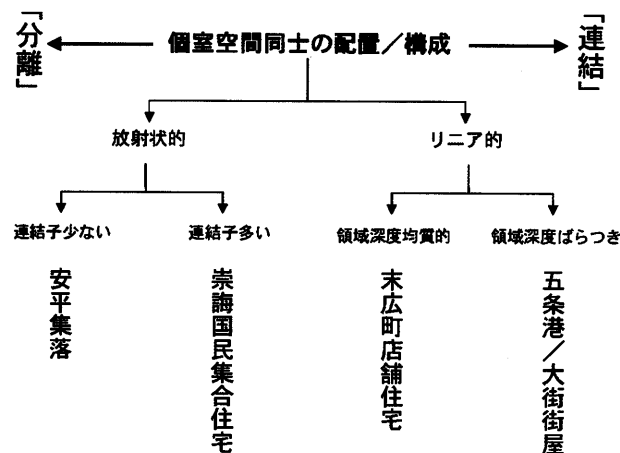 「分離」
個室空間同士の配置／構成
「連結」
放射状的
リニア的
連結子少ない
連結子多い
領域深度均質的
領域深度ばらつき
安平集落
崇誨国民集合住宅
末広町店舗住宅
五条港／大街街屋